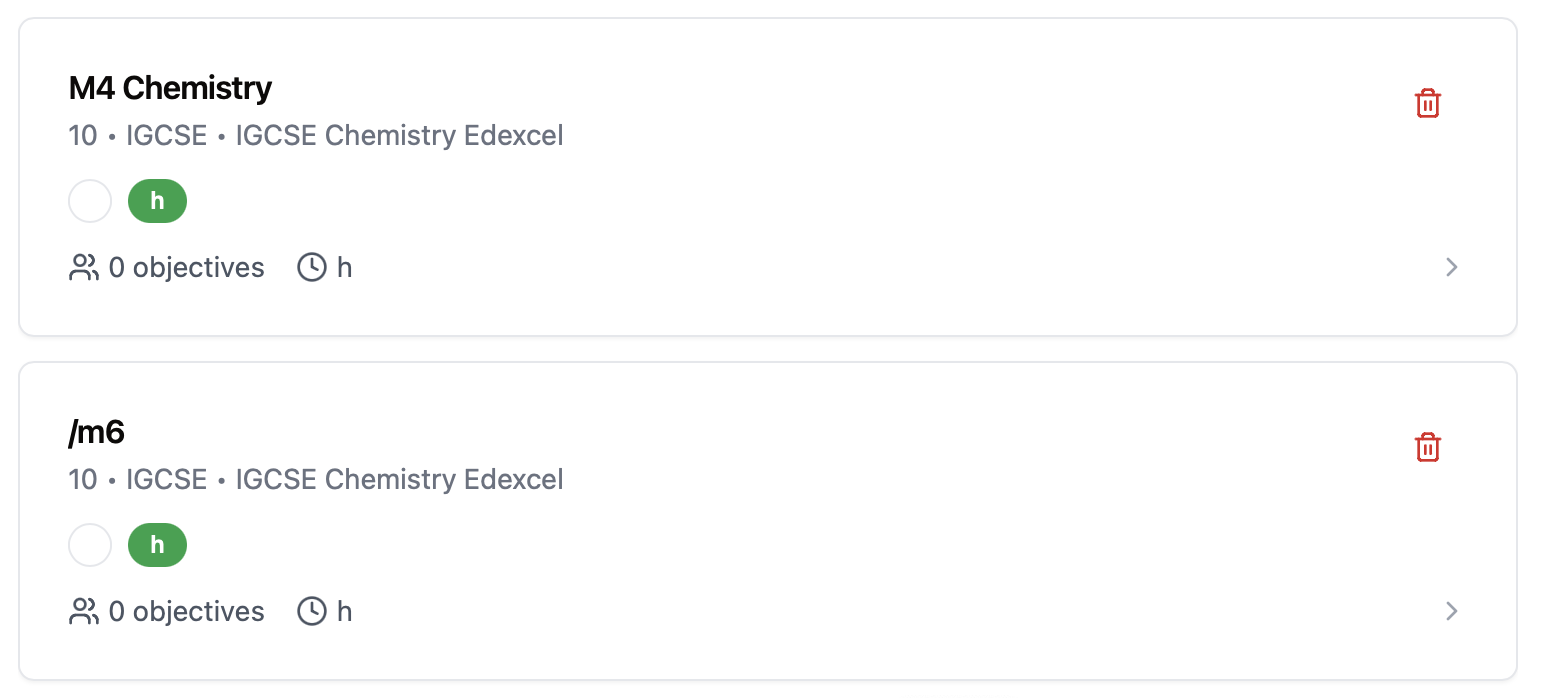 M4 Chemistry
10 • IGCSE • IGCSE Chemistry Edexcel
h
0 objectives h
/m6
10 • IGCSE • IGCSE Chemistry Edexcel
h
0 objectives h